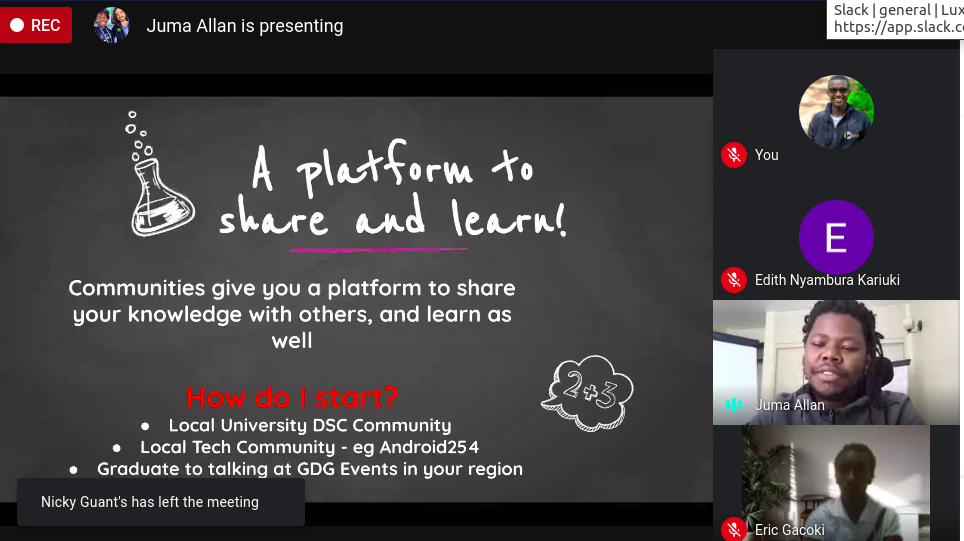 REC
Juma Allan is presenting
Slack | general | Lux
https://app.slack.c
A platform to
share and learn!
Communities give you a platform to share
your knowledge with others, and learn as
well
How do I start?
● Local University DSC Community
● Local Tech Community - eg Android254
● Graduate to talking at GDG Events in your region
2+3
Nicky Guant's has left the meeting
You
E
Edith Nyambura Kariuki
Juma Allan
Eric Gacoki